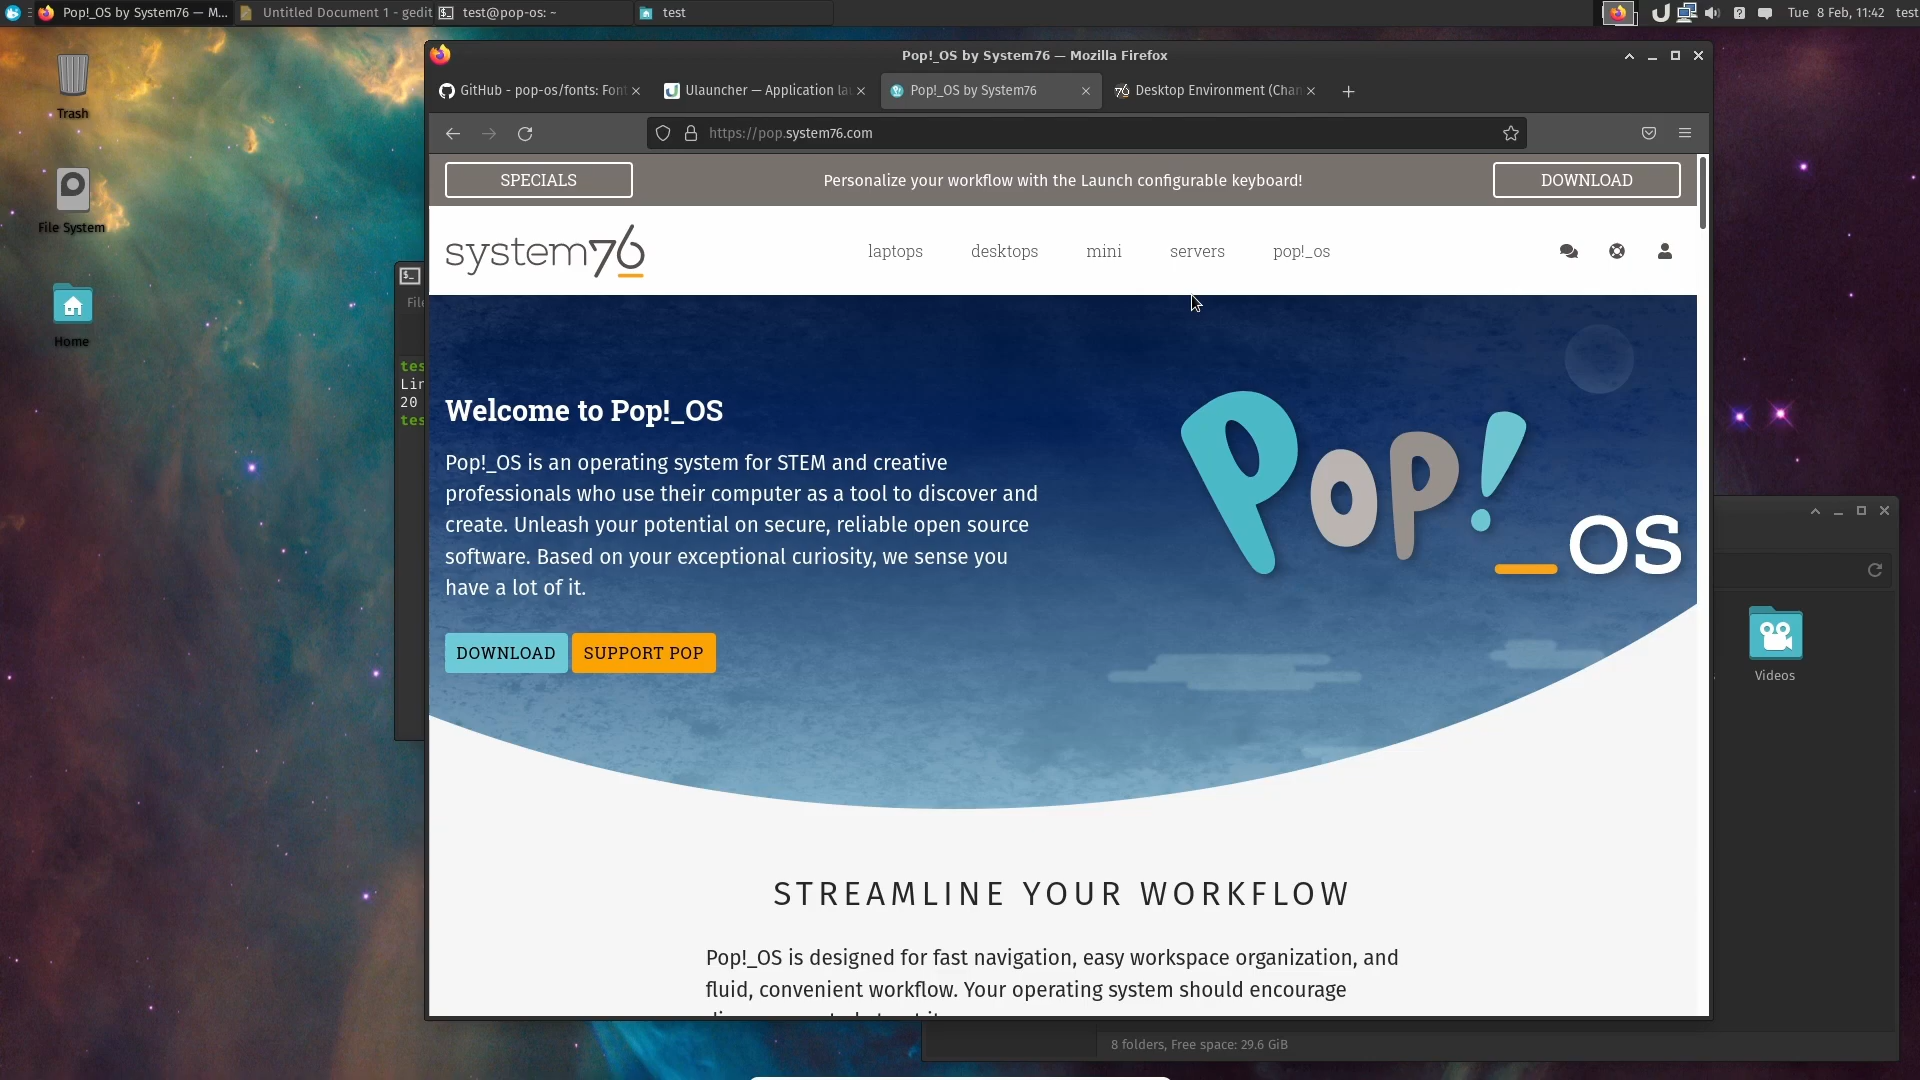 Pop!_OS by System76 — M...
Untitled Document 1 - gedit
test@pop-os: ~
test
Tue 8 Feb, 11:42
test
Trash
File System
Home
Pop!_OS by System76 — Mozilla Firefox
GitHub - pop-os/fonts: Font
Ulauncher — Application la
Pop!_OS by System76
Desktop Environment (Chan
https://pop.system76.com
SPECIALS
Personalize your workflow with the Launch configurable keyboard!
DOWNLOAD
system76
laptops
desktops
mini
servers
pop!_os
Welcome to Pop!_OS
Pop!_OS is an operating system for STEM and creative
professionals who use their computer as a tool to discover and
create. Unleash your potential on secure, reliable open source
software. Based on your exceptional curiosity, we sense you
have a lot of it.
DOWNLOAD
SUPPORT POP
Pop!_OS
STREAMLINE YOUR WORKFLOW
Pop!_OS is designed for fast navigation, easy workspace organization, and
fluid, convenient workflow. Your operating system should encourage
File
tes
Lin
20
tes
Videos
8 folders, Free space: 29.6 GiB